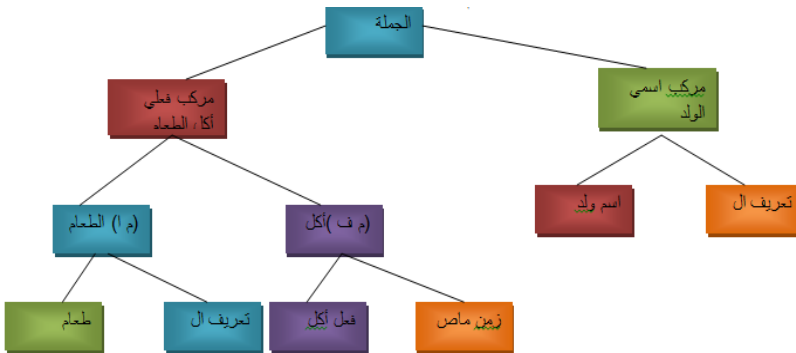 الجملة
مركب اسمي
الولد
مركب فعلي
أكل الطعام
تعريف ال
اسم ولد
(م ف )أكل
(م ا) الطعام
زمن ماص
فعل أكل
تعريف ال
طعام